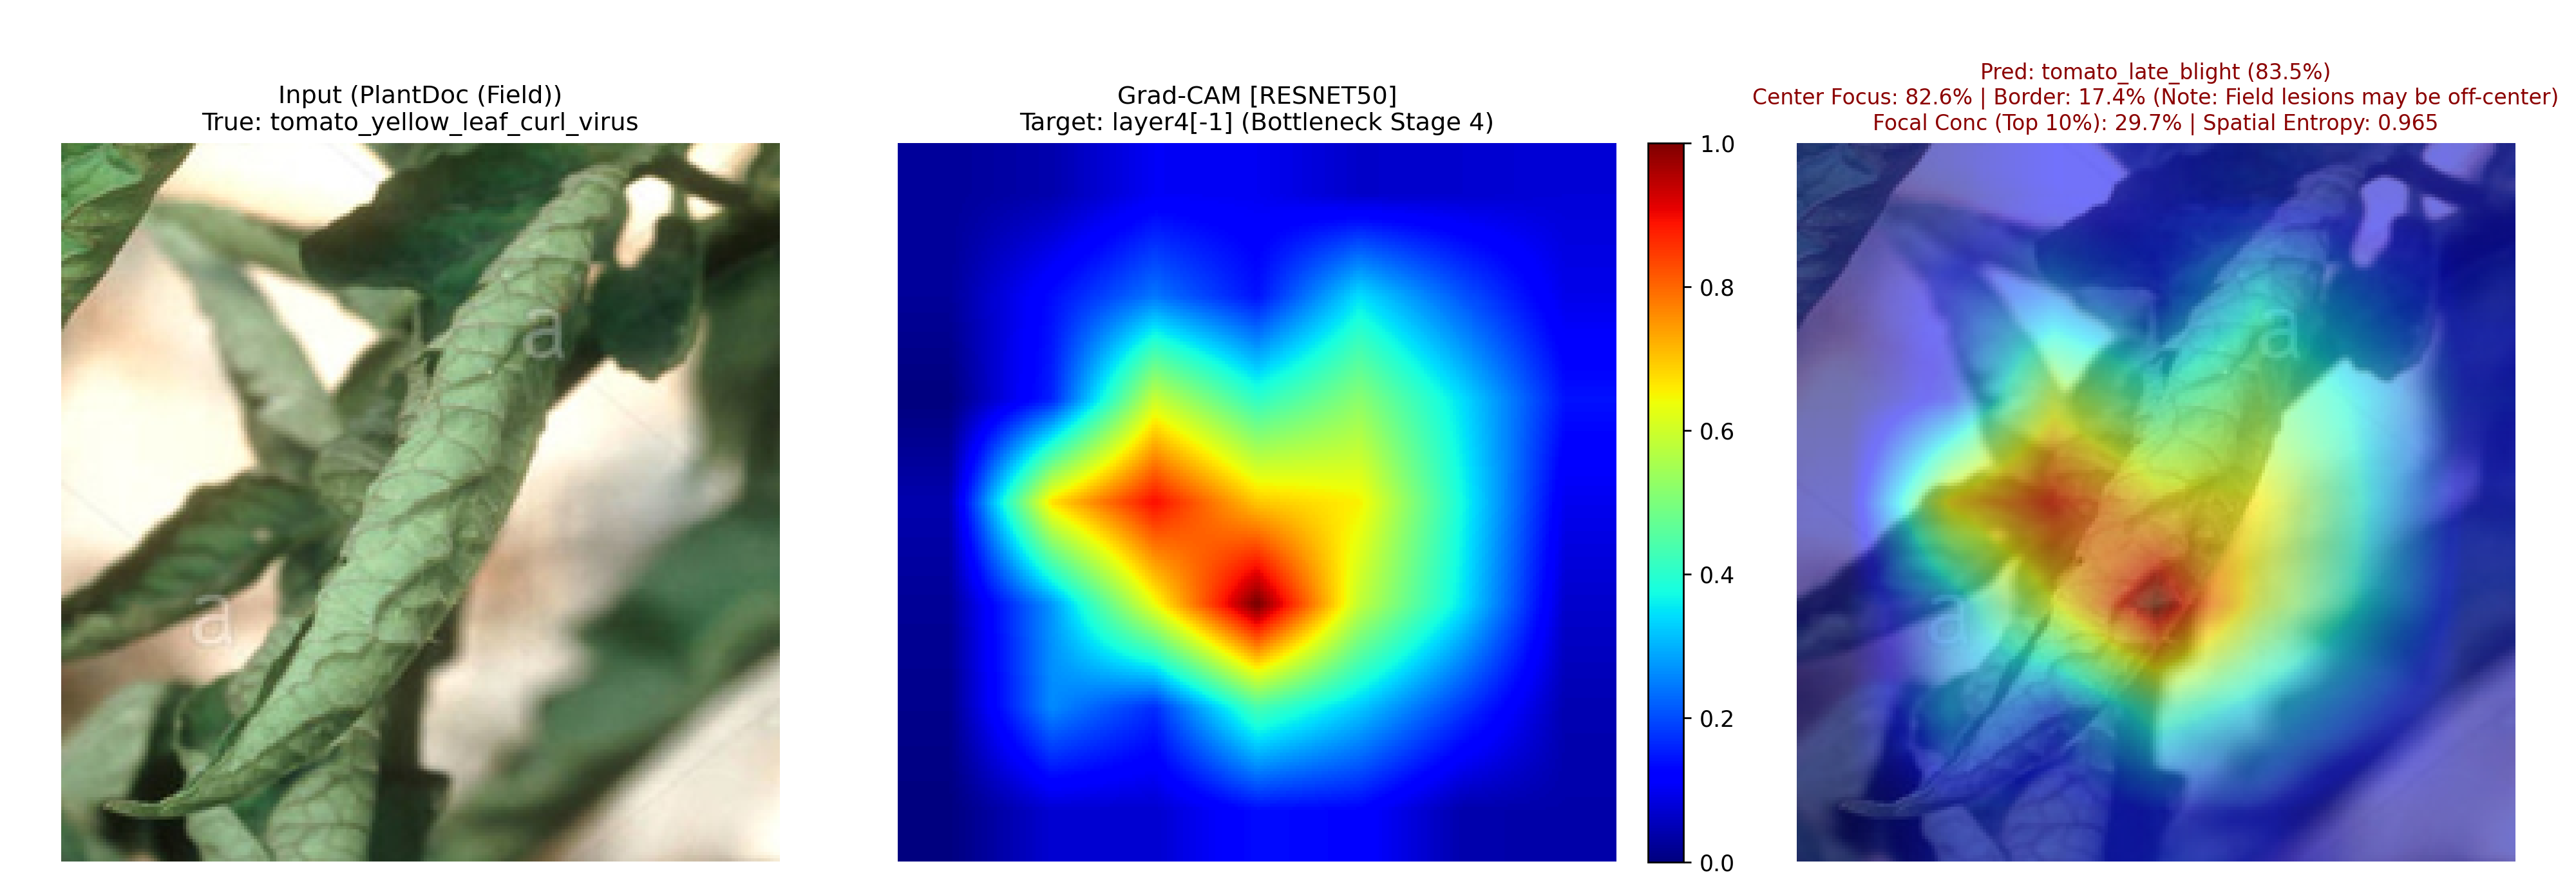 Input (PlantDoc (Field))
True: tomato_yellow_leaf_curl_virus
a
a
Grad-CAM [RESNET50]
Target: layer4[-1] (Bottleneck Stage 4)
1.0
0.8
0.6
0.4
0.2
0.0
Pred: tomato_late_blight (83.5%)
Center Focus: 82.6% | Border: 17.4% (Note: Field lesions may be off-center)
Focal Conc (Top 10%): 29.7% | Spatial Entropy: 0.965
a
a